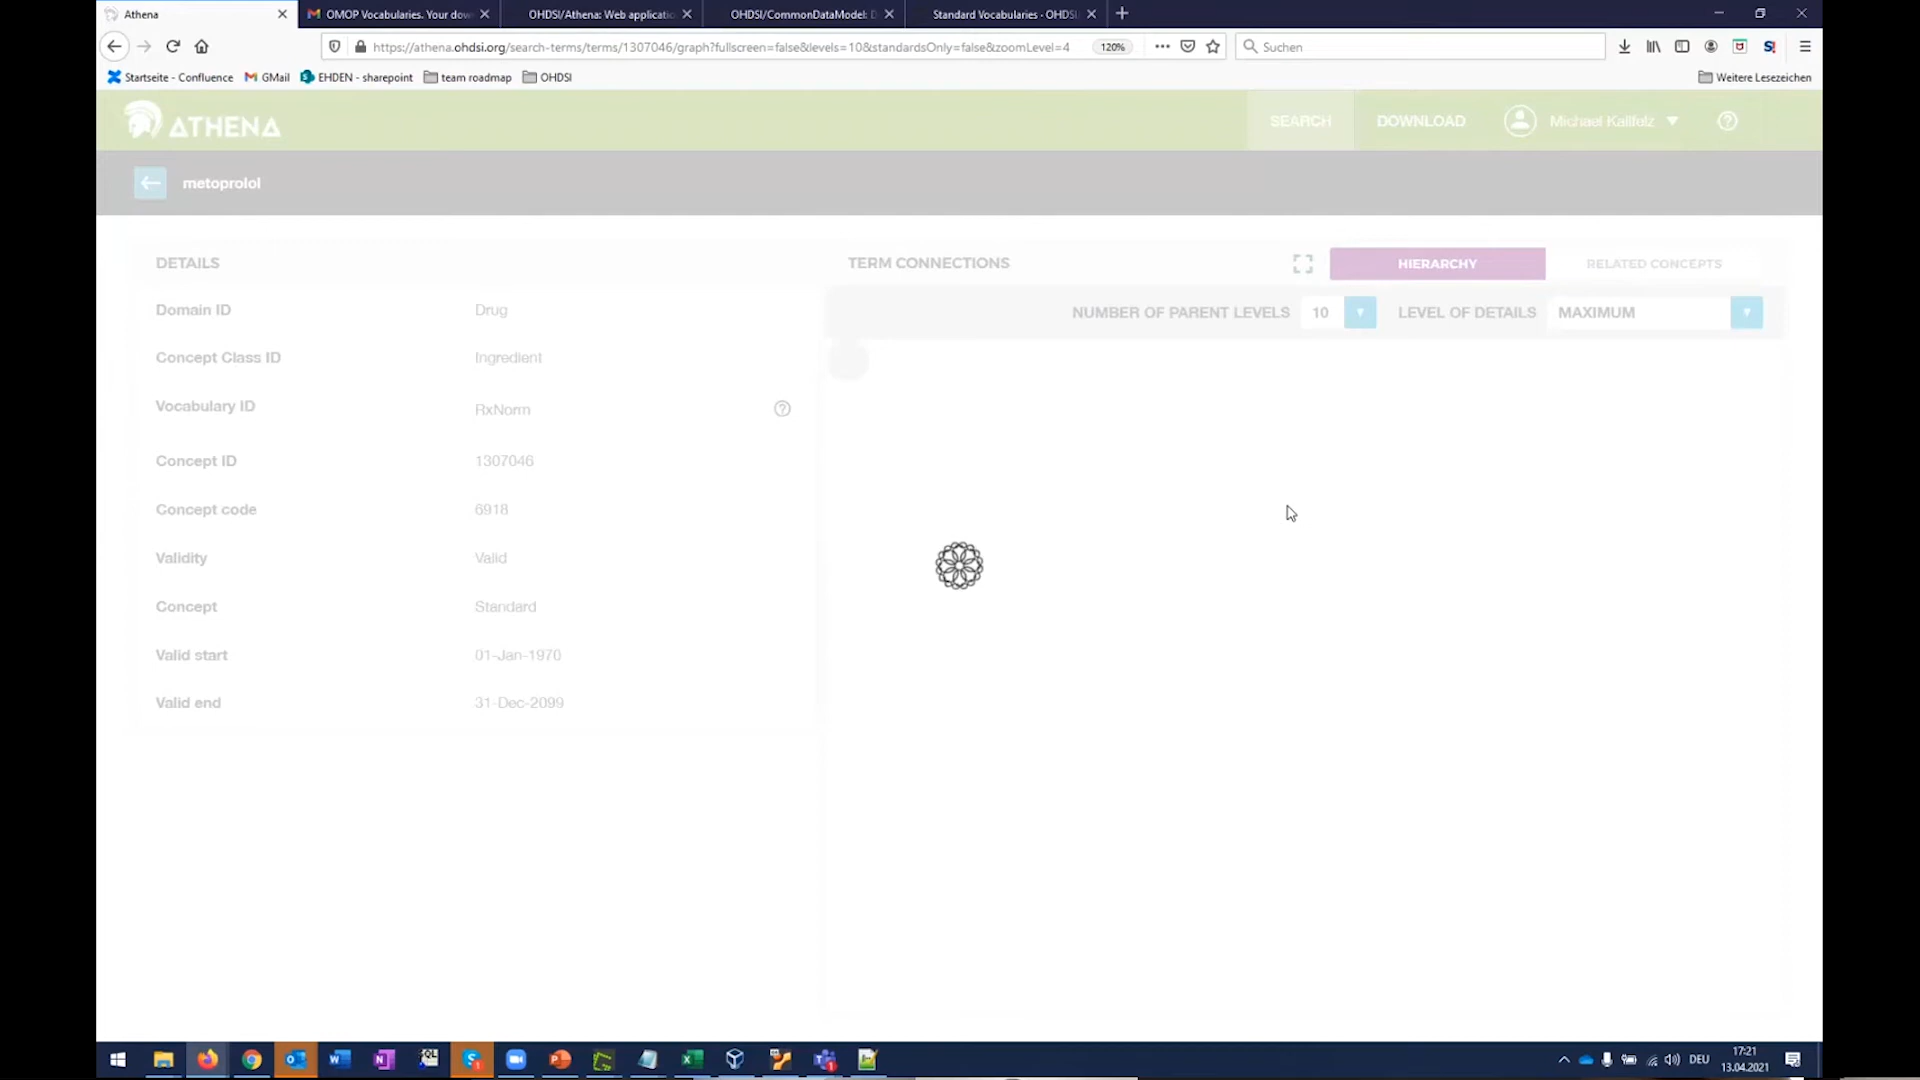 Athena
OMOP Vocabularies. Your dow
OHDSI/Athena: Web applicatio
OHDSI/CommonDataModel: D
Standard Vocabularies · OHDSI
https://athena.ohdsi.org/search-terms/terms/1307046/graph?fullscreen=false&levels=10&standardsOnly=false&zoomLevel=4
120%
Suchen
Startseite - Confluence
GMail
EHDEN - sharepoint
team roadmap
OHDSI
Weitere Lesezeichen
ATHENA
SEARCH
DOWNLOAD
Michael Kallfelz
metoprolol
DETAILS
TERM CONNECTIONS
HIERARCHY
RELATED CONCEPTS
NUMBER OF PARENT LEVELS 10
LEVEL OF DETAILS MAXIMUM
Domain ID Drug
Concept Class ID Ingredient
Vocabulary ID RxNorm
Concept ID 1307046
Concept code 6918
Validity Valid
Concept Standard
Valid start 01-Jan-1970
Valid end 31-Dec-2099
DEU
17:21
13.04.2021